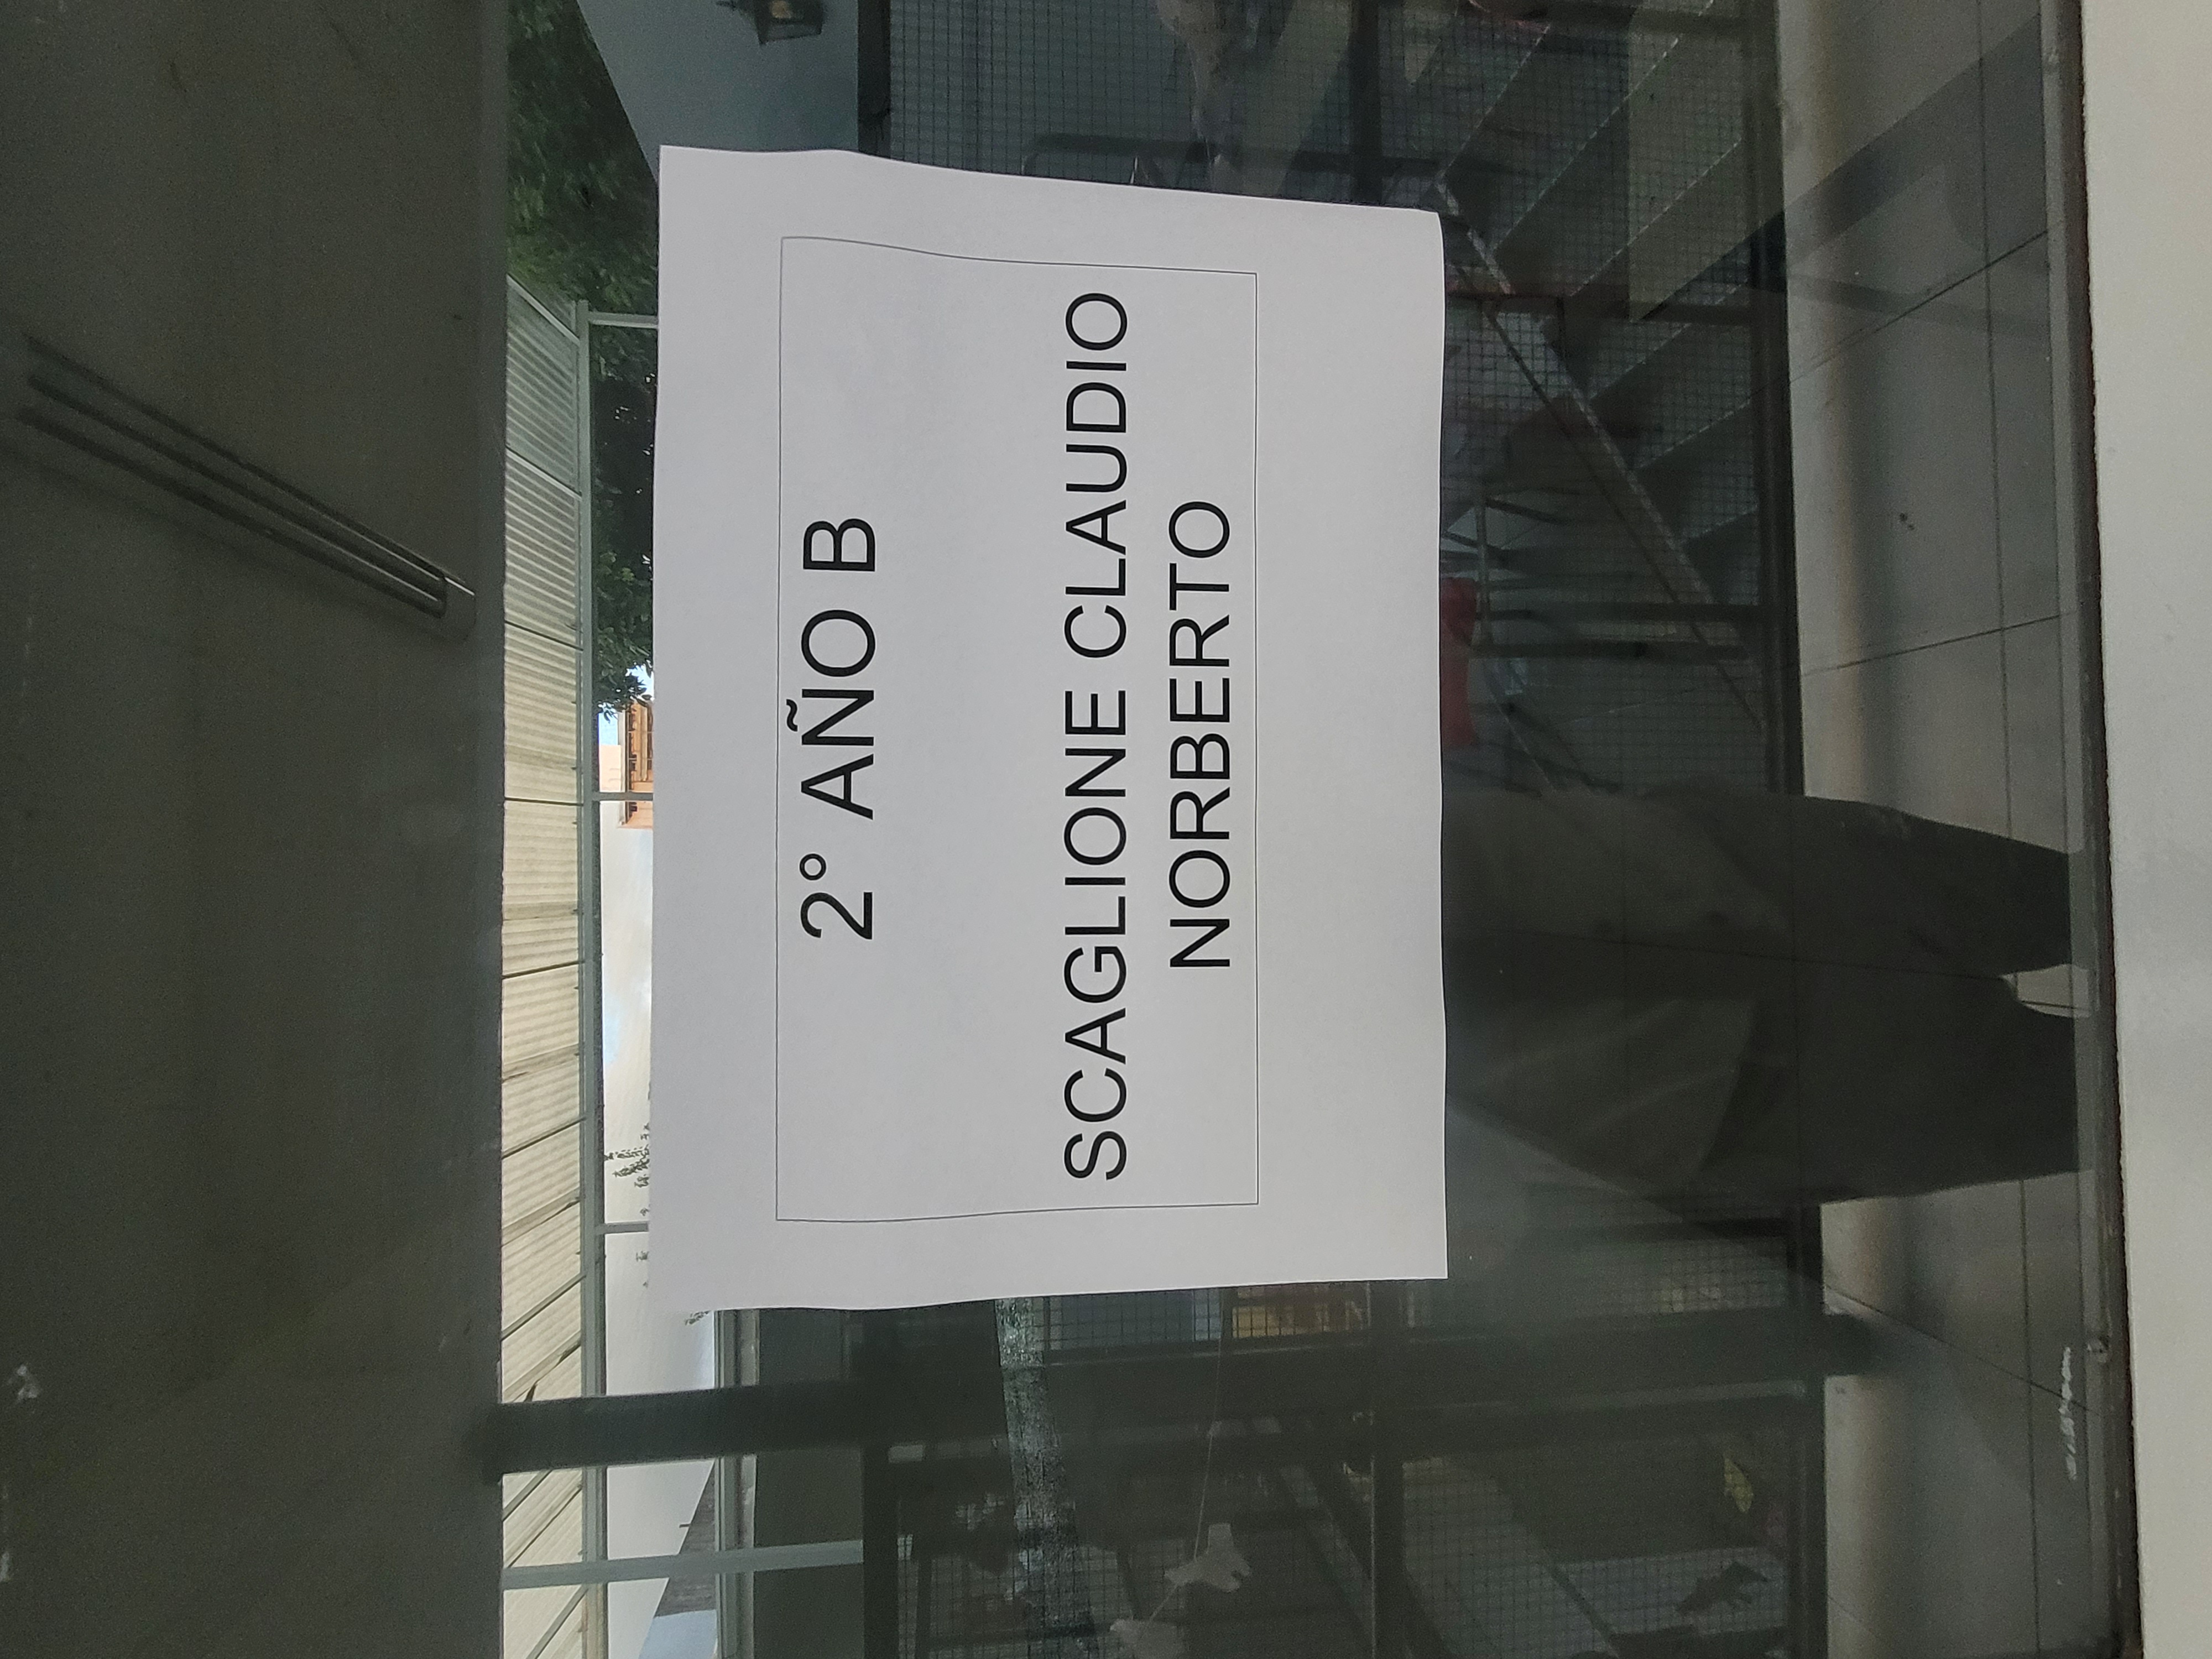 2° AÑO B
SCAGLIONE CLAUDIO
NORBERTO